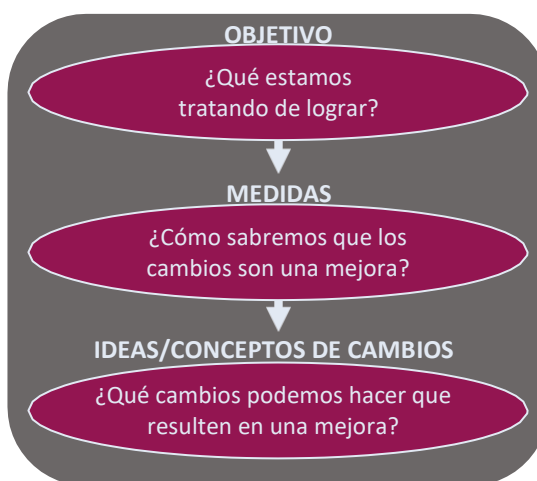 OBJETIVO
¿Qué estamos
tratando de lograr?
MEDIDAS
¿Cómo sabremos que los
cambios son una mejora?
IDEAS/CONCEPTOS DE CAMBIOS
¿Qué cambios podemos hacer que
resulten en una mejora?